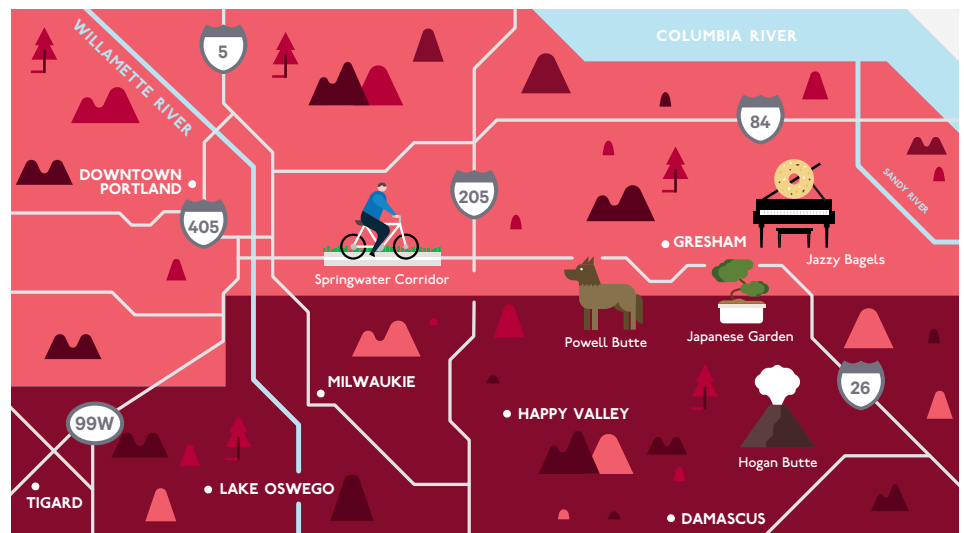 COLUMBIA RIVER
WILLAMETTE RIVER
5
84
DOWNTOWN
PORTLAND
SANDY RIVER
205
405
GRESHAM
Jazzy Bagels
Springwater Corridor
Powell Butte
Japanese Garden
MILWAUKIE
26
HAPPY VALLEY
99W
Hogan Butte
LAKE OSWEGO
TIGARD
DAMASCUS